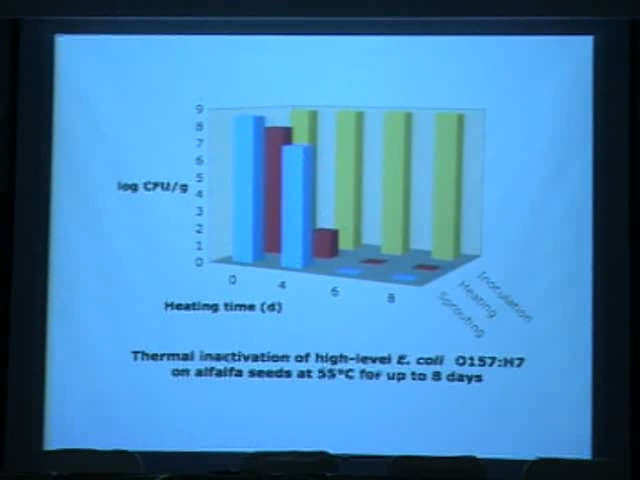 9
8
7
6
5
4
3
2
1
0
log CFU/g
0
4
6
8
Heating time (d)
Inoculation
Heating
Sprouting
Thermal inactivation of high-level E. coli O157:H7
on alfalfa seeds at 55°C for up to 8 days